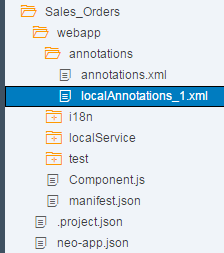 Sales_Orders
webapp
annotations
annotations.xml
localAnnotations_1.xml
i18n
localService
test
Component.js
manifest.json
.project.json
neo-app.json